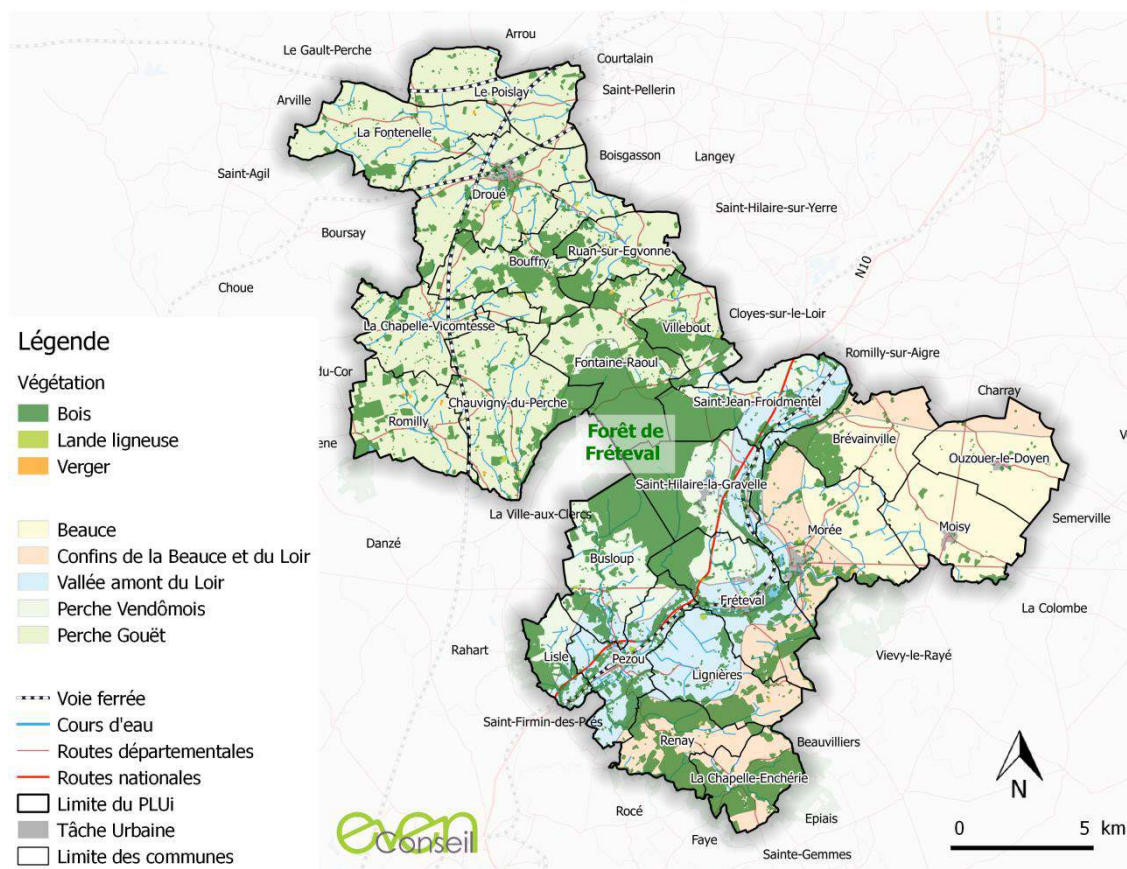 Arrou
Le Gault-Perche
Courtalain
Le Poislay
Saint-Pellerin
Arville
La Fontenelle
Boisgasson
Langey
Saint-Agil
Droué
Saint-Hilaire-sur-Yerre
Boursay
Ruan-sur-Egvonne
Bouffry
N10
Choue
Cloyes-sur-le-Loir
La Chapelle-Vicomtesse
Villebout
Romilly-sur-Aigre
Fontaine-Raoul
du-Cor
Charray
Chauvigny-du-Perche
Saint-Jean-Froidmentel
Romilly
Brévainville
Forêt de
Fréteval
Ouzouer-le-Doyen
Saint-Hilaire-la-Gravelle
La Ville-aux-Clercs
Semerville
Danzé
Morée
Moisy
Busloup
Fréteval
La Colombe
Rahart
Lisle
Pezou
Vievy-le-Rayé
Lignières
Saint-Firmin-des-Prés
Renay
Beauvilliers
La Chapelle-Enchérie
Rocé
Epiais
Faye
Sainte-Gemmes
Légende
Végétation
Bois
Lande ligneuse
Verger
Beauce
Confins de la Beauce et du Loir
Vallée amont du Loir
Perche Vendômois
Perche Gouët
Voie ferrée
Cours d'eau
Routes départementales
Routes nationales
Limite du PLUi
Tâche Urbaine
Limite des communes
even
Conseil
N
0 5 km